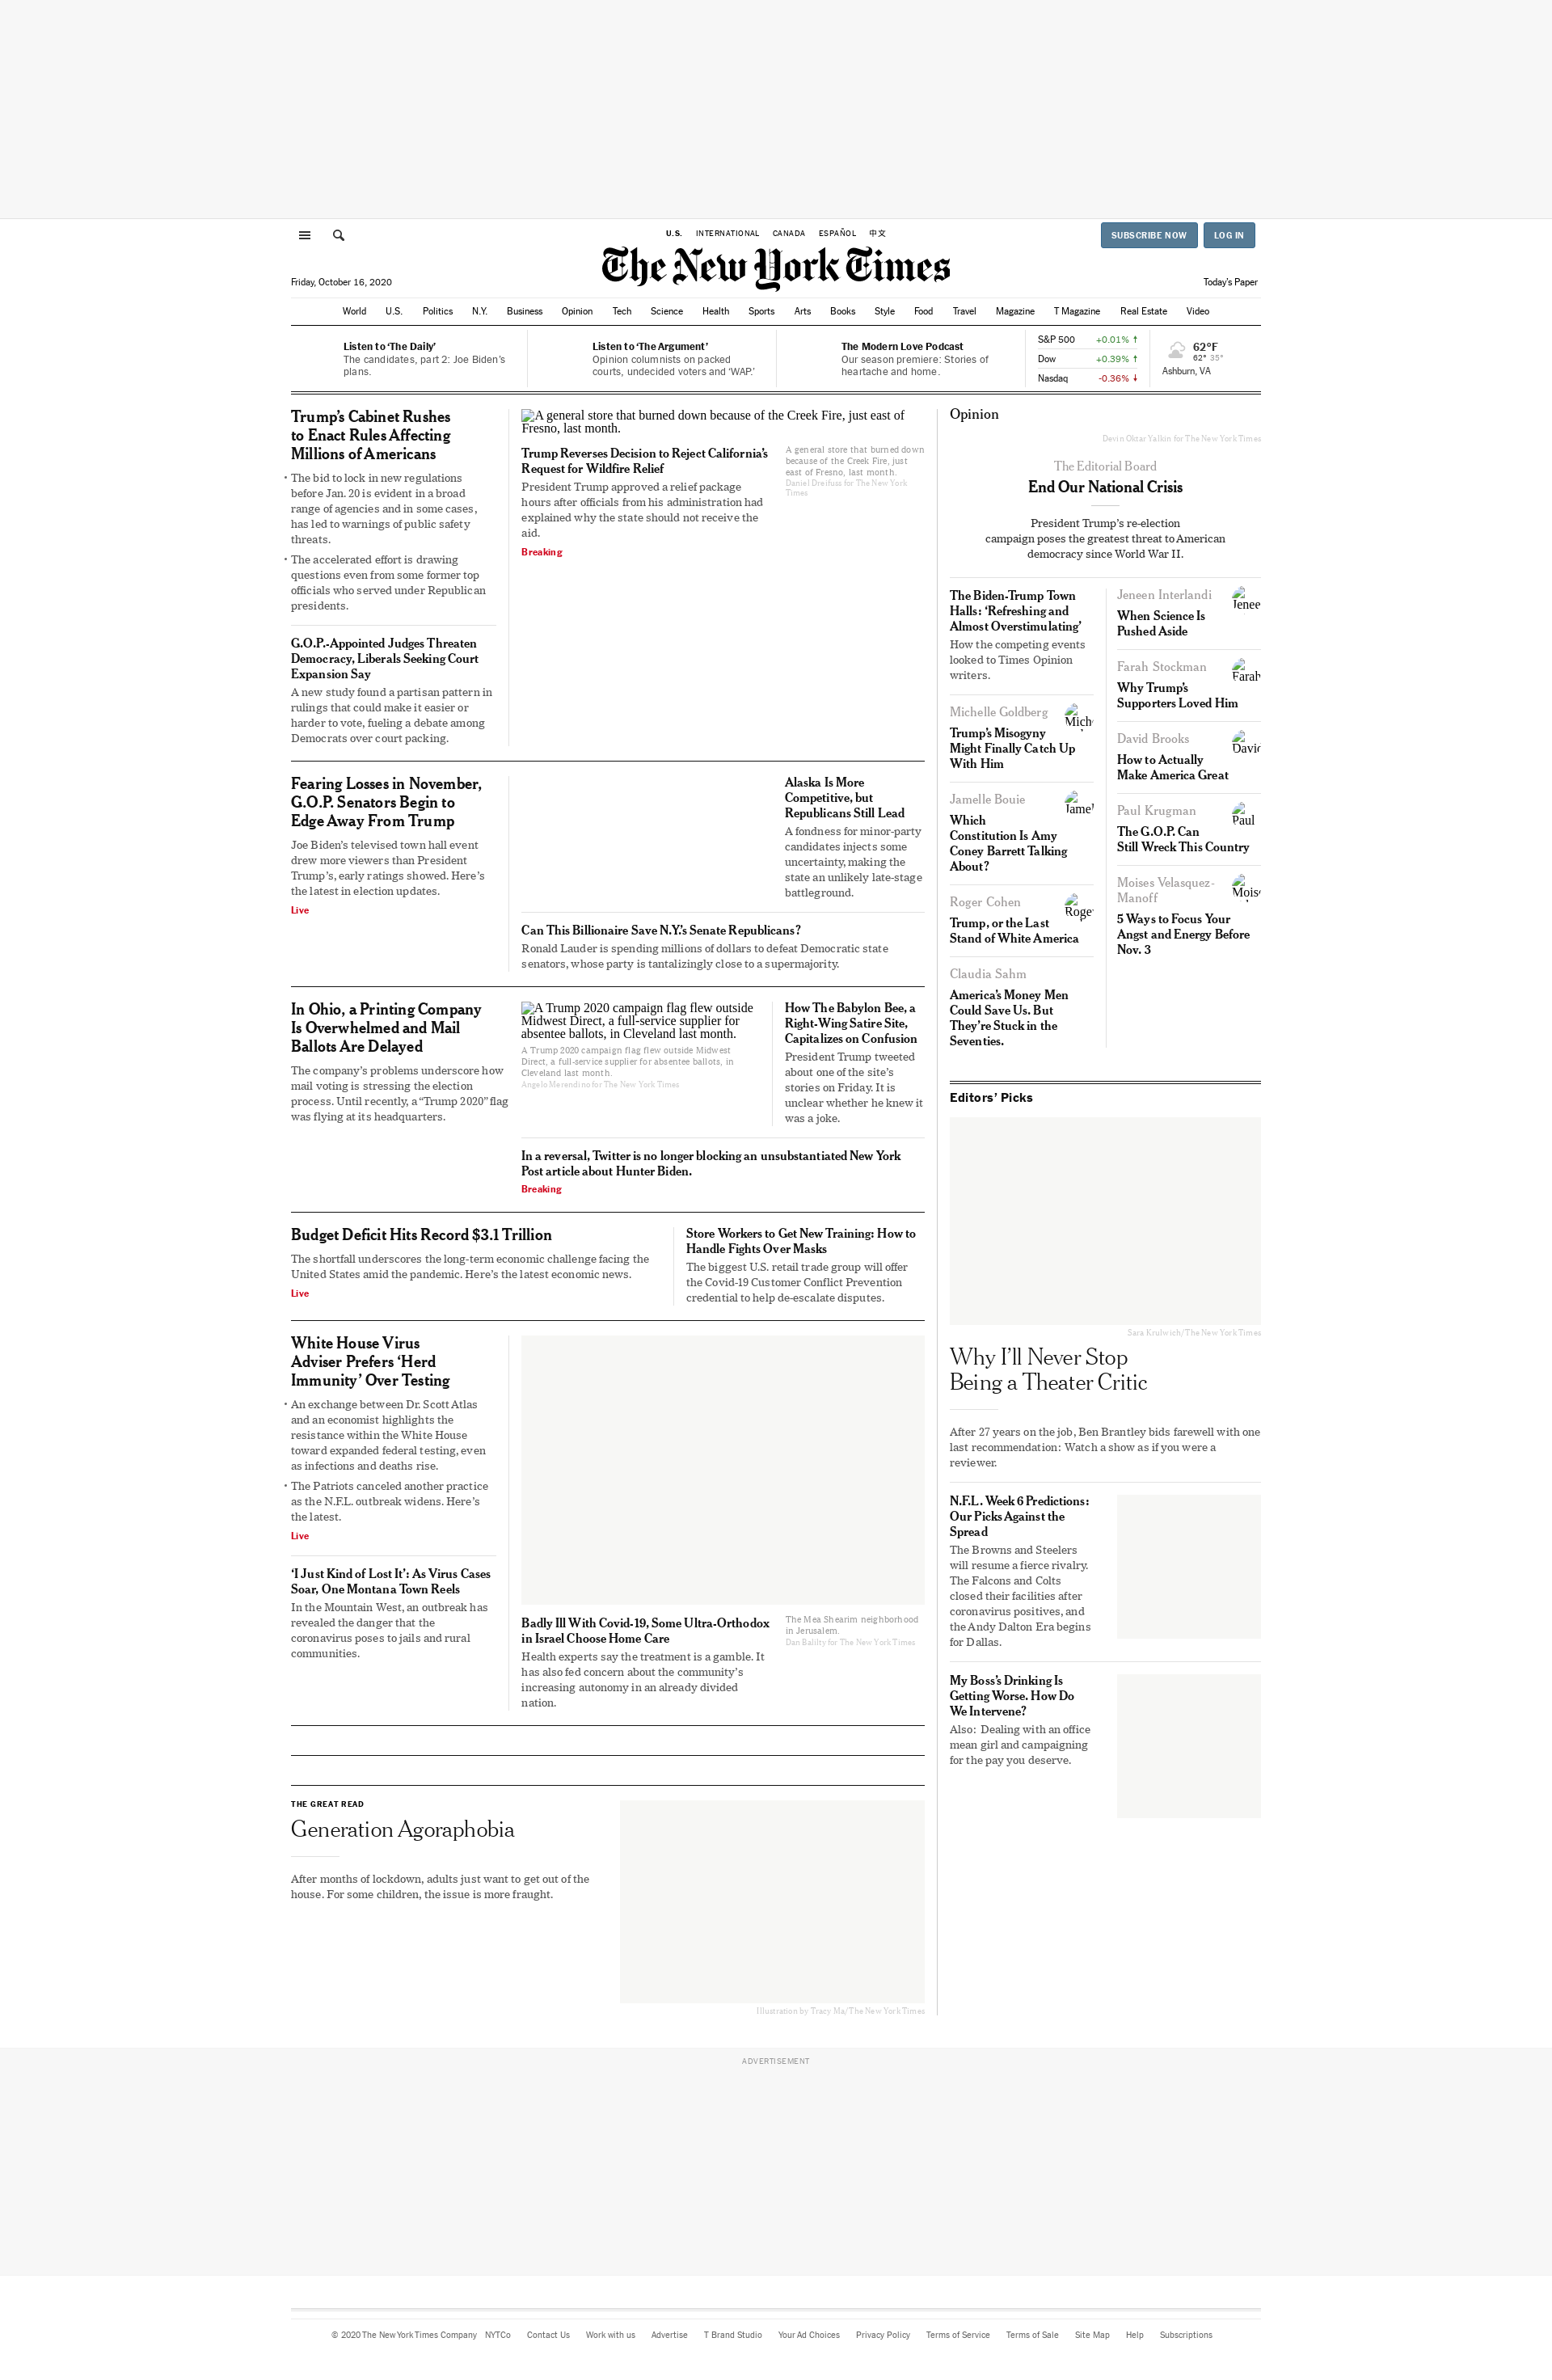 U.S. INTERNATIONAL CANADA ESPAÑOL 中文
SUBSCRIBE NOW LOG IN
The New York Times
Friday, October 16, 2020
Today's Paper
World U.S. Politics N.Y. Business Opinion Tech Science Health Sports Arts Books Style Food Travel Magazine T Magazine Real Estate Video
Listen to ‘The Daily’
The candidates, part 2: Joe Biden’s
plans.
Listen to ‘The Argument’
Opinion columnists on packed
courts, undecided voters and ‘WAP.’
The Modern Love Podcast
Our season premiere: Stories of
heartache and home.
S&P 500 +0.01% ↑
Dow +0.39% ↑
Nasdaq -0.36% ↓
62°F
62° 35°
Ashburn, VA
Trump’s Cabinet Rushes
to Enact Rules Affecting
Millions of Americans
• The bid to lock in new regulations
before Jan. 20 is evident in a broad
range of agencies and in some cases,
has led to warnings of public safety
threats.
• The accelerated effort is drawing
questions even from some former top
officials who served under Republican
presidents.
G.O.P.-Appointed Judges Threaten
Democracy, Liberals Seeking Court
Expansion Say
A new study found a partisan pattern in
rulings that could make it easier or
harder to vote, fueling a debate among
Democrats over court packing.
A general store that burned down because of the Creek Fire, just east of
Fresno, last month.
Trump Reverses Decision to Reject California’s
Request for Wildfire Relief
President Trump approved a relief package
hours after officials from his administration had
explained why the state should not receive the
aid.
Breaking
A general store that burned down
because of the Creek Fire, just
east of Fresno, last month.
Daniel Dreifuss for The New York
Times
Fearing Losses in November,
G.O.P. Senators Begin to
Edge Away From Trump
Joe Biden’s televised town hall event
drew more viewers than President
Trump’s, early ratings showed. Here’s
the latest in election updates.
Live
Alaska Is More
Competitive, but
Republicans Still Lead
A fondness for minor-party
candidates injects some
uncertainty, making the
state an unlikely late-stage
battleground.
Can This Billionaire Save N.Y.’s Senate Republicans?
Ronald Lauder is spending millions of dollars to defeat Democratic state
senators, whose party is tantalizingly close to a supermajority.
In Ohio, a Printing Company
Is Overwhelmed and Mail
Ballots Are Delayed
The company’s problems underscore how
mail voting is stressing the election
process. Until recently, a “Trump 2020” flag
was flying at its headquarters.
A Trump 2020 campaign flag flew outside
Midwest Direct, a full-service supplier for
absentee ballots, in Cleveland last month.
A Trump 2020 campaign flag flew outside Midwest
Direct, a full-service supplier for absentee ballots, in
Cleveland last month.
Angelo Merendino for The New York Times
How The Babylon Bee, a
Right-Wing Satire Site,
Capitalizes on Confusion
President Trump tweeted
about one of the site’s
stories on Friday. It is
unclear whether he knew it
was a joke.
In a reversal, Twitter is no longer blocking an unsubstantiated New York
Post article about Hunter Biden.
Breaking
Budget Deficit Hits Record $3.1 Trillion
The shortfall underscores the long-term economic challenge facing the
United States amid the pandemic. Here’s the latest economic news.
Live
Store Workers to Get New Training: How to
Handle Fights Over Masks
The biggest U.S. retail trade group will offer
the Covid-19 Customer Conflict Prevention
credential to help de-escalate disputes.
White House Virus
Adviser Prefers ‘Herd
Immunity’ Over Testing
• An exchange between Dr. Scott Atlas
and an economist highlights the
resistance within the White House
toward expanded federal testing, even
as infections and deaths rise.
• The Patriots canceled another practice
as the N.F.L. outbreak widens. Here’s
the latest.
Live
‘I Just Kind of Lost It’: As Virus Cases
Soar, One Montana Town Reels
In the Mountain West, an outbreak has
revealed the danger that the
coronavirus poses to jails and rural
communities.
Badly Ill With Covid-19, Some Ultra-Orthodox
in Israel Choose Home Care
Health experts say the treatment is a gamble. It
has also fed concern about the community’s
increasing autonomy in an already divided
nation.
The Mea Shearim neighborhood
in Jerusalem.
Dan Balilty for The New York Times
THE GREAT READ
Generation Agoraphobia
After months of lockdown, adults just want to get out of the
house. For some children, the issue is more fraught.
Illustration by Tracy Ma/The New York Times
Opinion
Devin Oktar Yalkin for The New York Times
The Editorial Board
End Our National Crisis
President Trump’s re-election
campaign poses the greatest threat to American
democracy since World War II.
The Biden-Trump Town
Halls: ‘Refreshing and
Almost Overstimulating’
How the competing events
looked to Times Opinion
writers.
Michelle Goldberg
Trump’s Misogyny
Might Finally Catch Up
With Him
Jamelle Bouie
Which
Constitution Is Amy
Coney Barrett Talking
About?
Roger Cohen
Trump, or the Last
Stand of White America
Claudia Sahm
America’s Money Men
Could Save Us. But
They’re Stuck in the
Seventies.
Jeneen Interlandi
When Science Is
Pushed Aside
Farah Stockman
Why Trump’s
Supporters Loved Him
David Brooks
How to Actually
Make America Great
Paul Krugman
The G.O.P. Can
Still Wreck This Country
Moises Velasquez-
Manoff
5 Ways to Focus Your
Angst and Energy Before
Nov. 3
Editors’ Picks
Sara Krulwich/The New York Times
Why I’ll Never Stop
Being a Theater Critic
After 27 years on the job, Ben Brantley bids farewell with one
last recommendation: Watch a show as if you were a
reviewer.
N.F.L. Week 6 Predictions:
Our Picks Against the
Spread
The Browns and Steelers
will resume a fierce rivalry.
The Falcons and Colts
closed their facilities after
coronavirus positives, and
the Andy Dalton Era begins
for Dallas.
My Boss’s Drinking Is
Getting Worse. How Do
We Intervene?
Also: Dealing with an office
mean girl and campaigning
for the pay you deserve.
ADVERTISEMENT
© 2020 The New York Times Company NYTCo Contact Us Work with us Advertise T Brand Studio Your Ad Choices Privacy Policy Terms of Service Terms of Sale Site Map Help Subscriptions